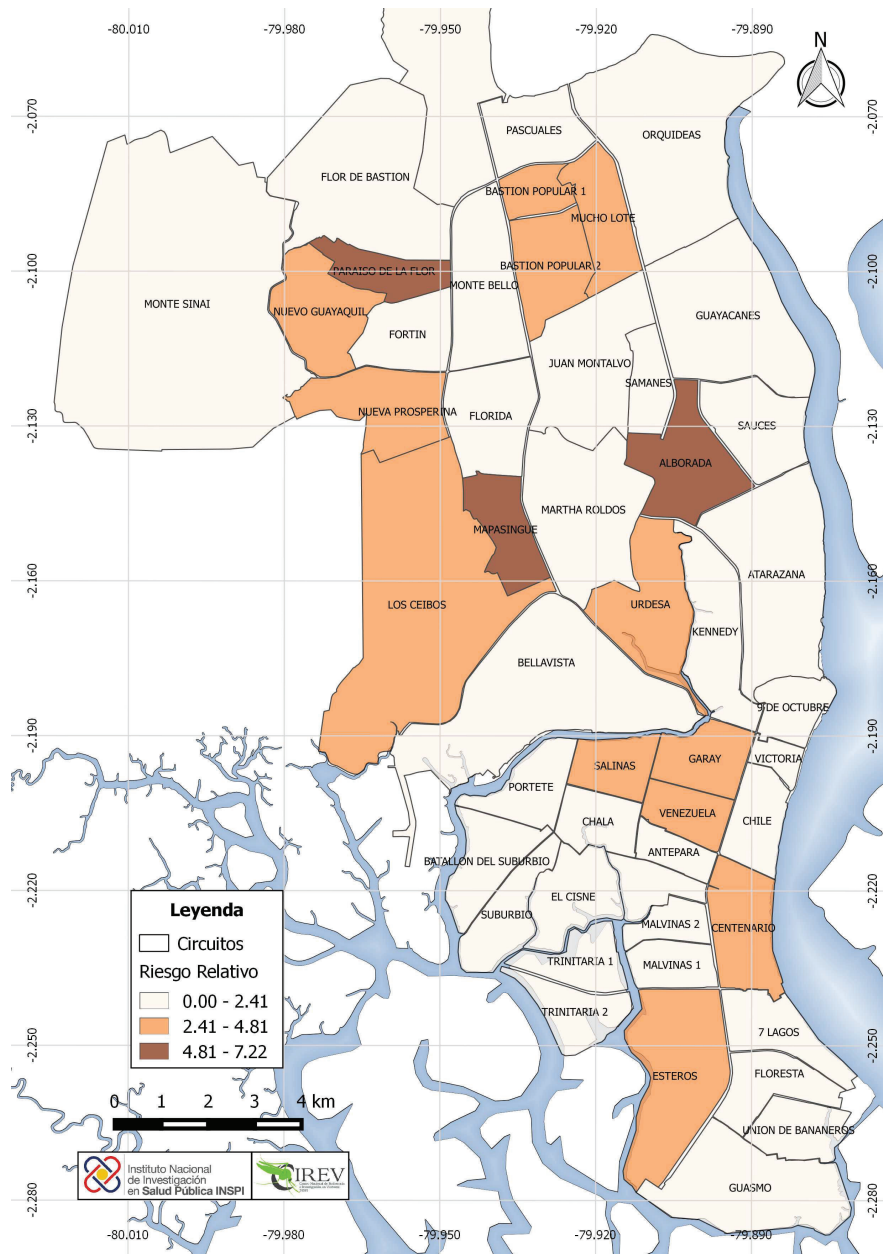 -80.010
-79.980
-79.950
-79.920
-79.890
N
-2.070
-2.070
PASCUALES
ORQUIDEAS
FLOR DE BASTION
BASTION POPULAR 1
MUCHO LOTE
BASTION POPULAR 2
-2.100
-2.100
PARAISO DE LA FLOR
MONTE BELLO
MONTE SINAI
NUEVO GUAYAQUIL
GUAYACANES
FORTIN
JUAN MONTALVO
SAMANES
NUEVA PROSPERINA
FLORIDA
SAUCES
-2.130
-2.130
ALBORADA
MAPASINGUE
MARTHA ROLDOS
ATARAZANA
-2.160
-2.160
LOS CEIBOS
URDESA
KENNEDY
BELLAVISTA
9 DE OCTUBRE
-2.190
-2.190
VICTORIA
GARAY
SALINAS
PORTETE
VENEZUELA
CHALA
CHILE
ANTEPARA
BATALLON DEL SUBURBIO
-2.220
-2.220
EL CISNE
SUBURBIO
MALVINAS 2
CENTENARIO
TRINITARIA 1
MALVINAS 1
TRINITARIA 2
7 LAGOS
-2.250
-2.250
FLORESTA
ESTEROS
UNION DE BANANEROS
GUASMO
-2.280
-2.280
Leyenda
Circuitos
Riesgo Relativo
0.00 - 2.41
2.41 - 4.81
4.81 - 7.22
0 1 2 3 4 km
Instituto Nacional
de Investigación
en Salud Pública INSPI
CIREV
-80.010
-79.980
-79.950
-79.920
-79.890